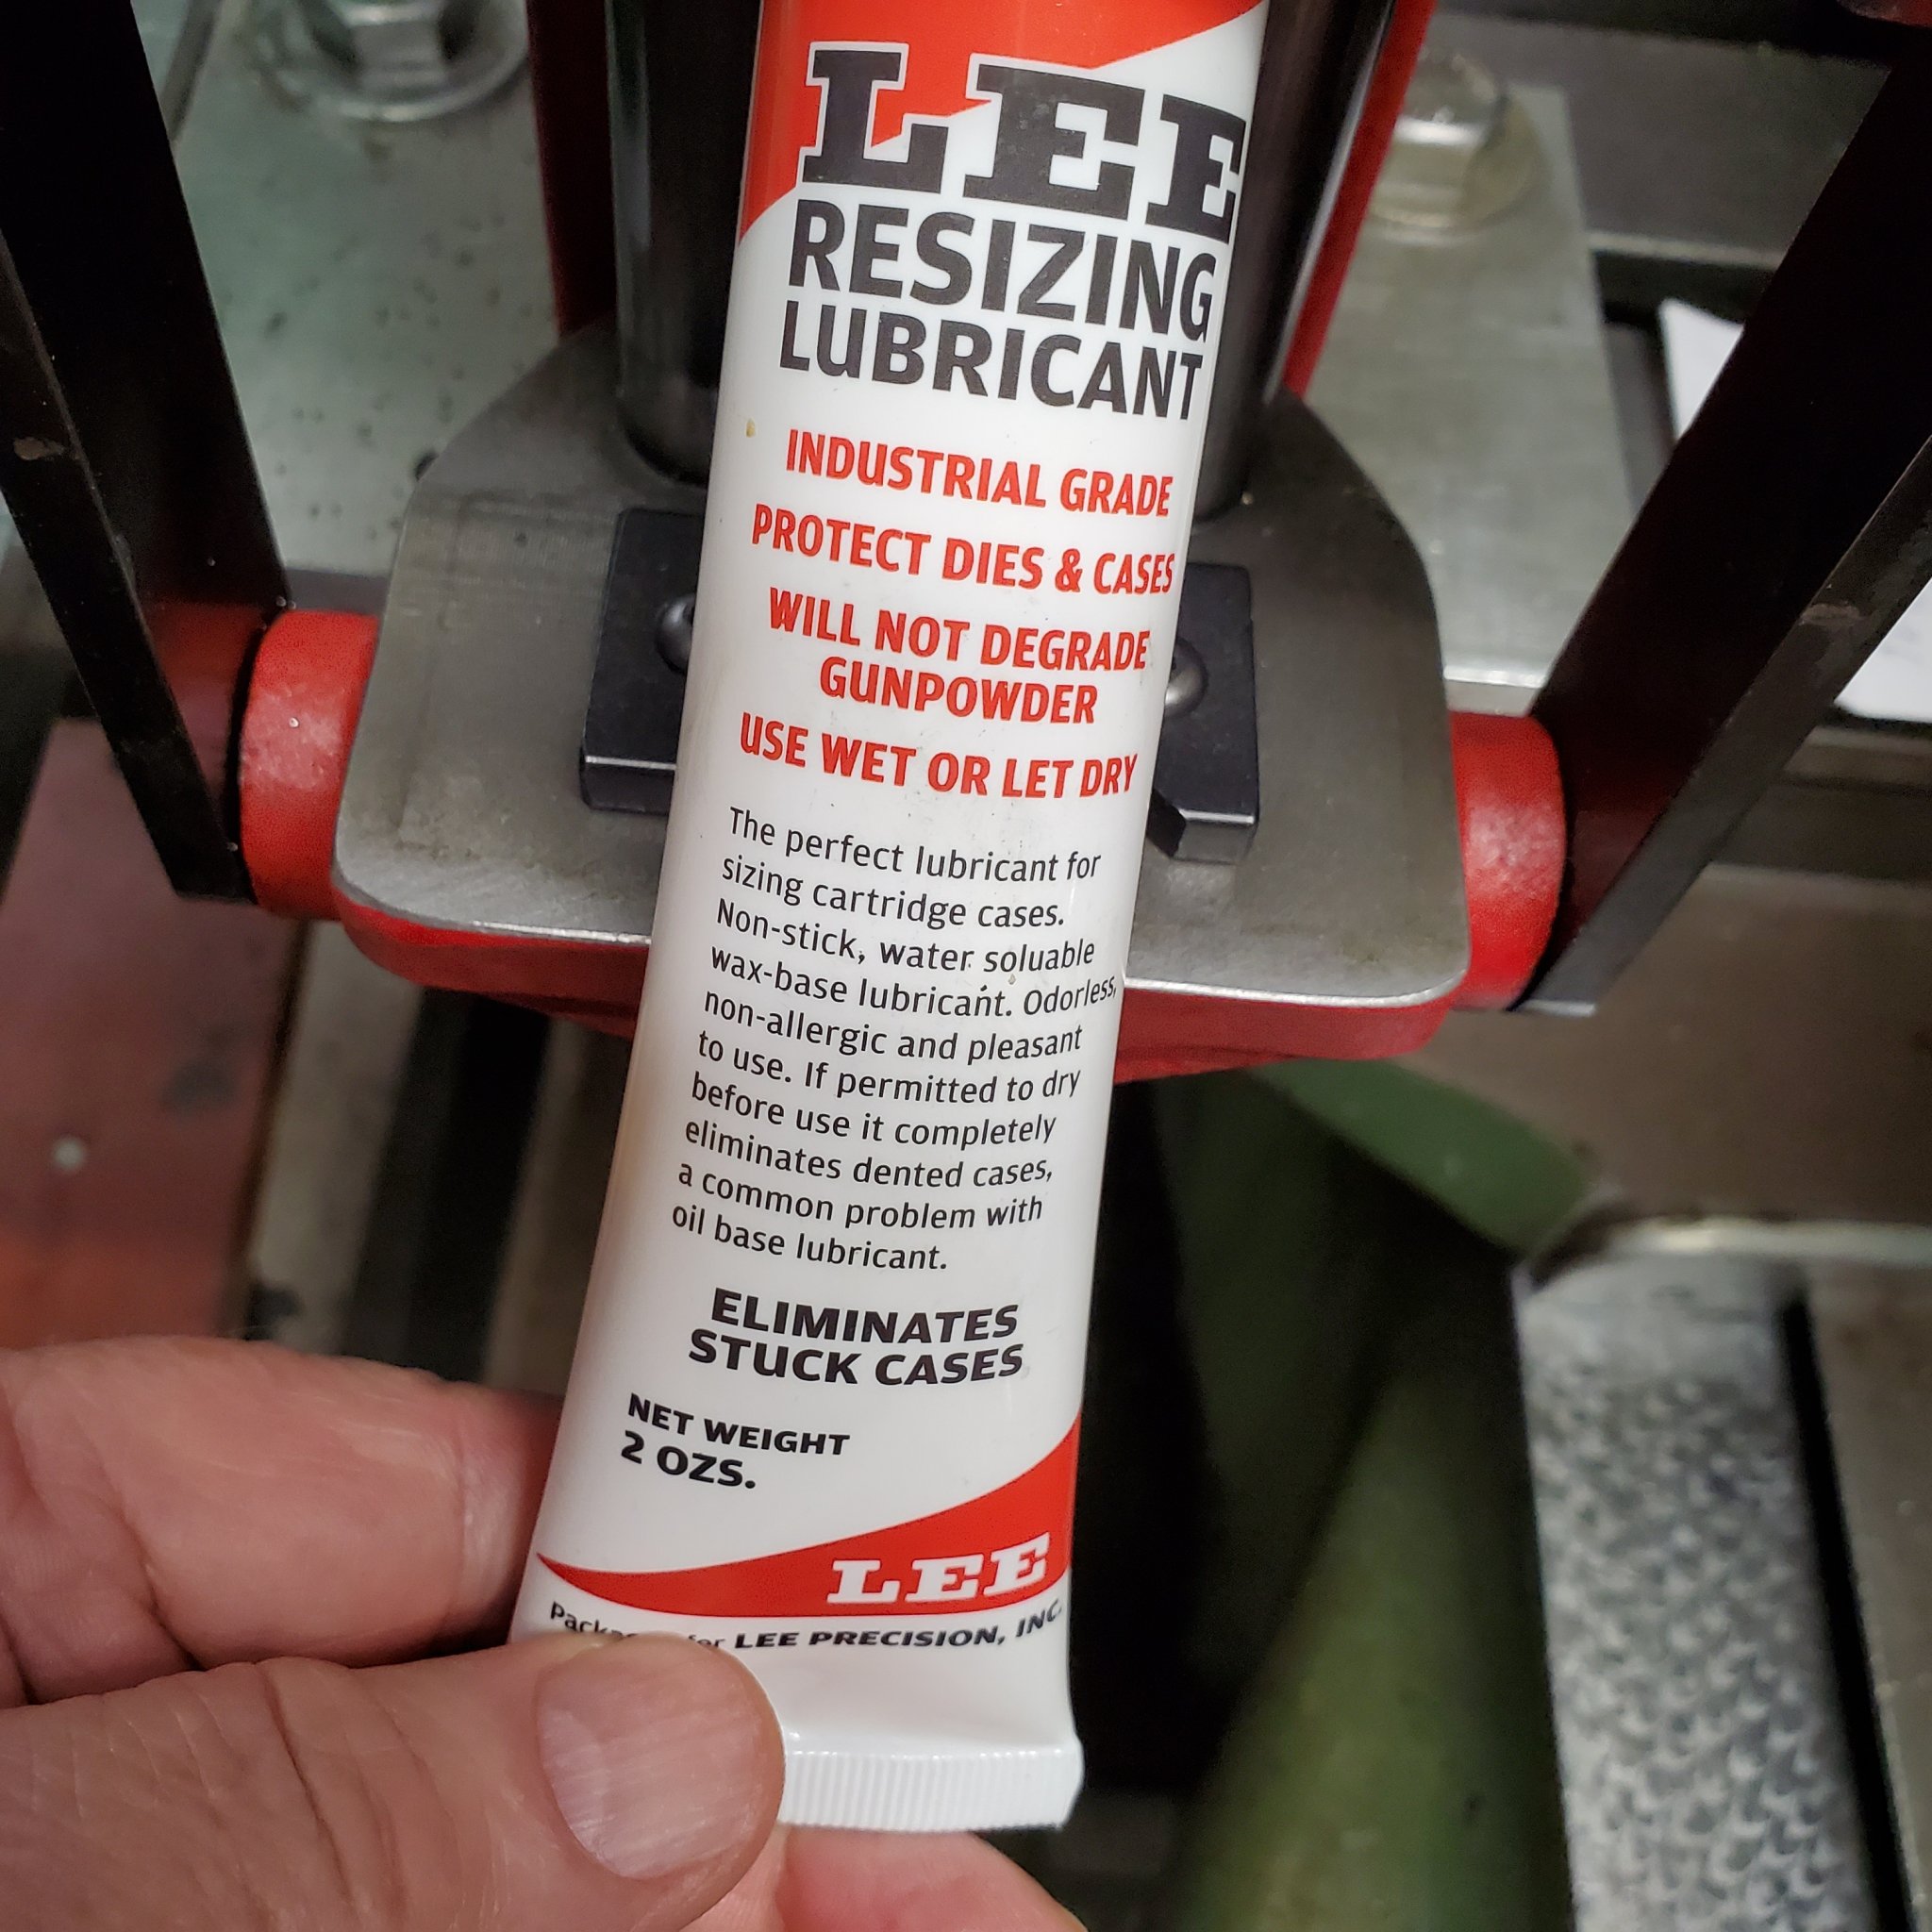 LEE
RESIZING
LUBRICANT
INDUSTRIAL GRADE
PROTECT DIES & CASES
WILL NOT DEGRADE
GUNPOWDER
USE WET OR LET DRY
The perfect lubricant for
sizing cartridge cases.
Non-stick, water soluable
wax-base lubricant. Odorless,
non-allergic and pleasant
to use. If permitted to dry
before use it completely
eliminates dented cases,
a common problem with
oil base lubricant.
ELIMINATES
STUCK CASES
NET WEIGHT
2 OZS.
LEE
for LEE PRECISION, INC.